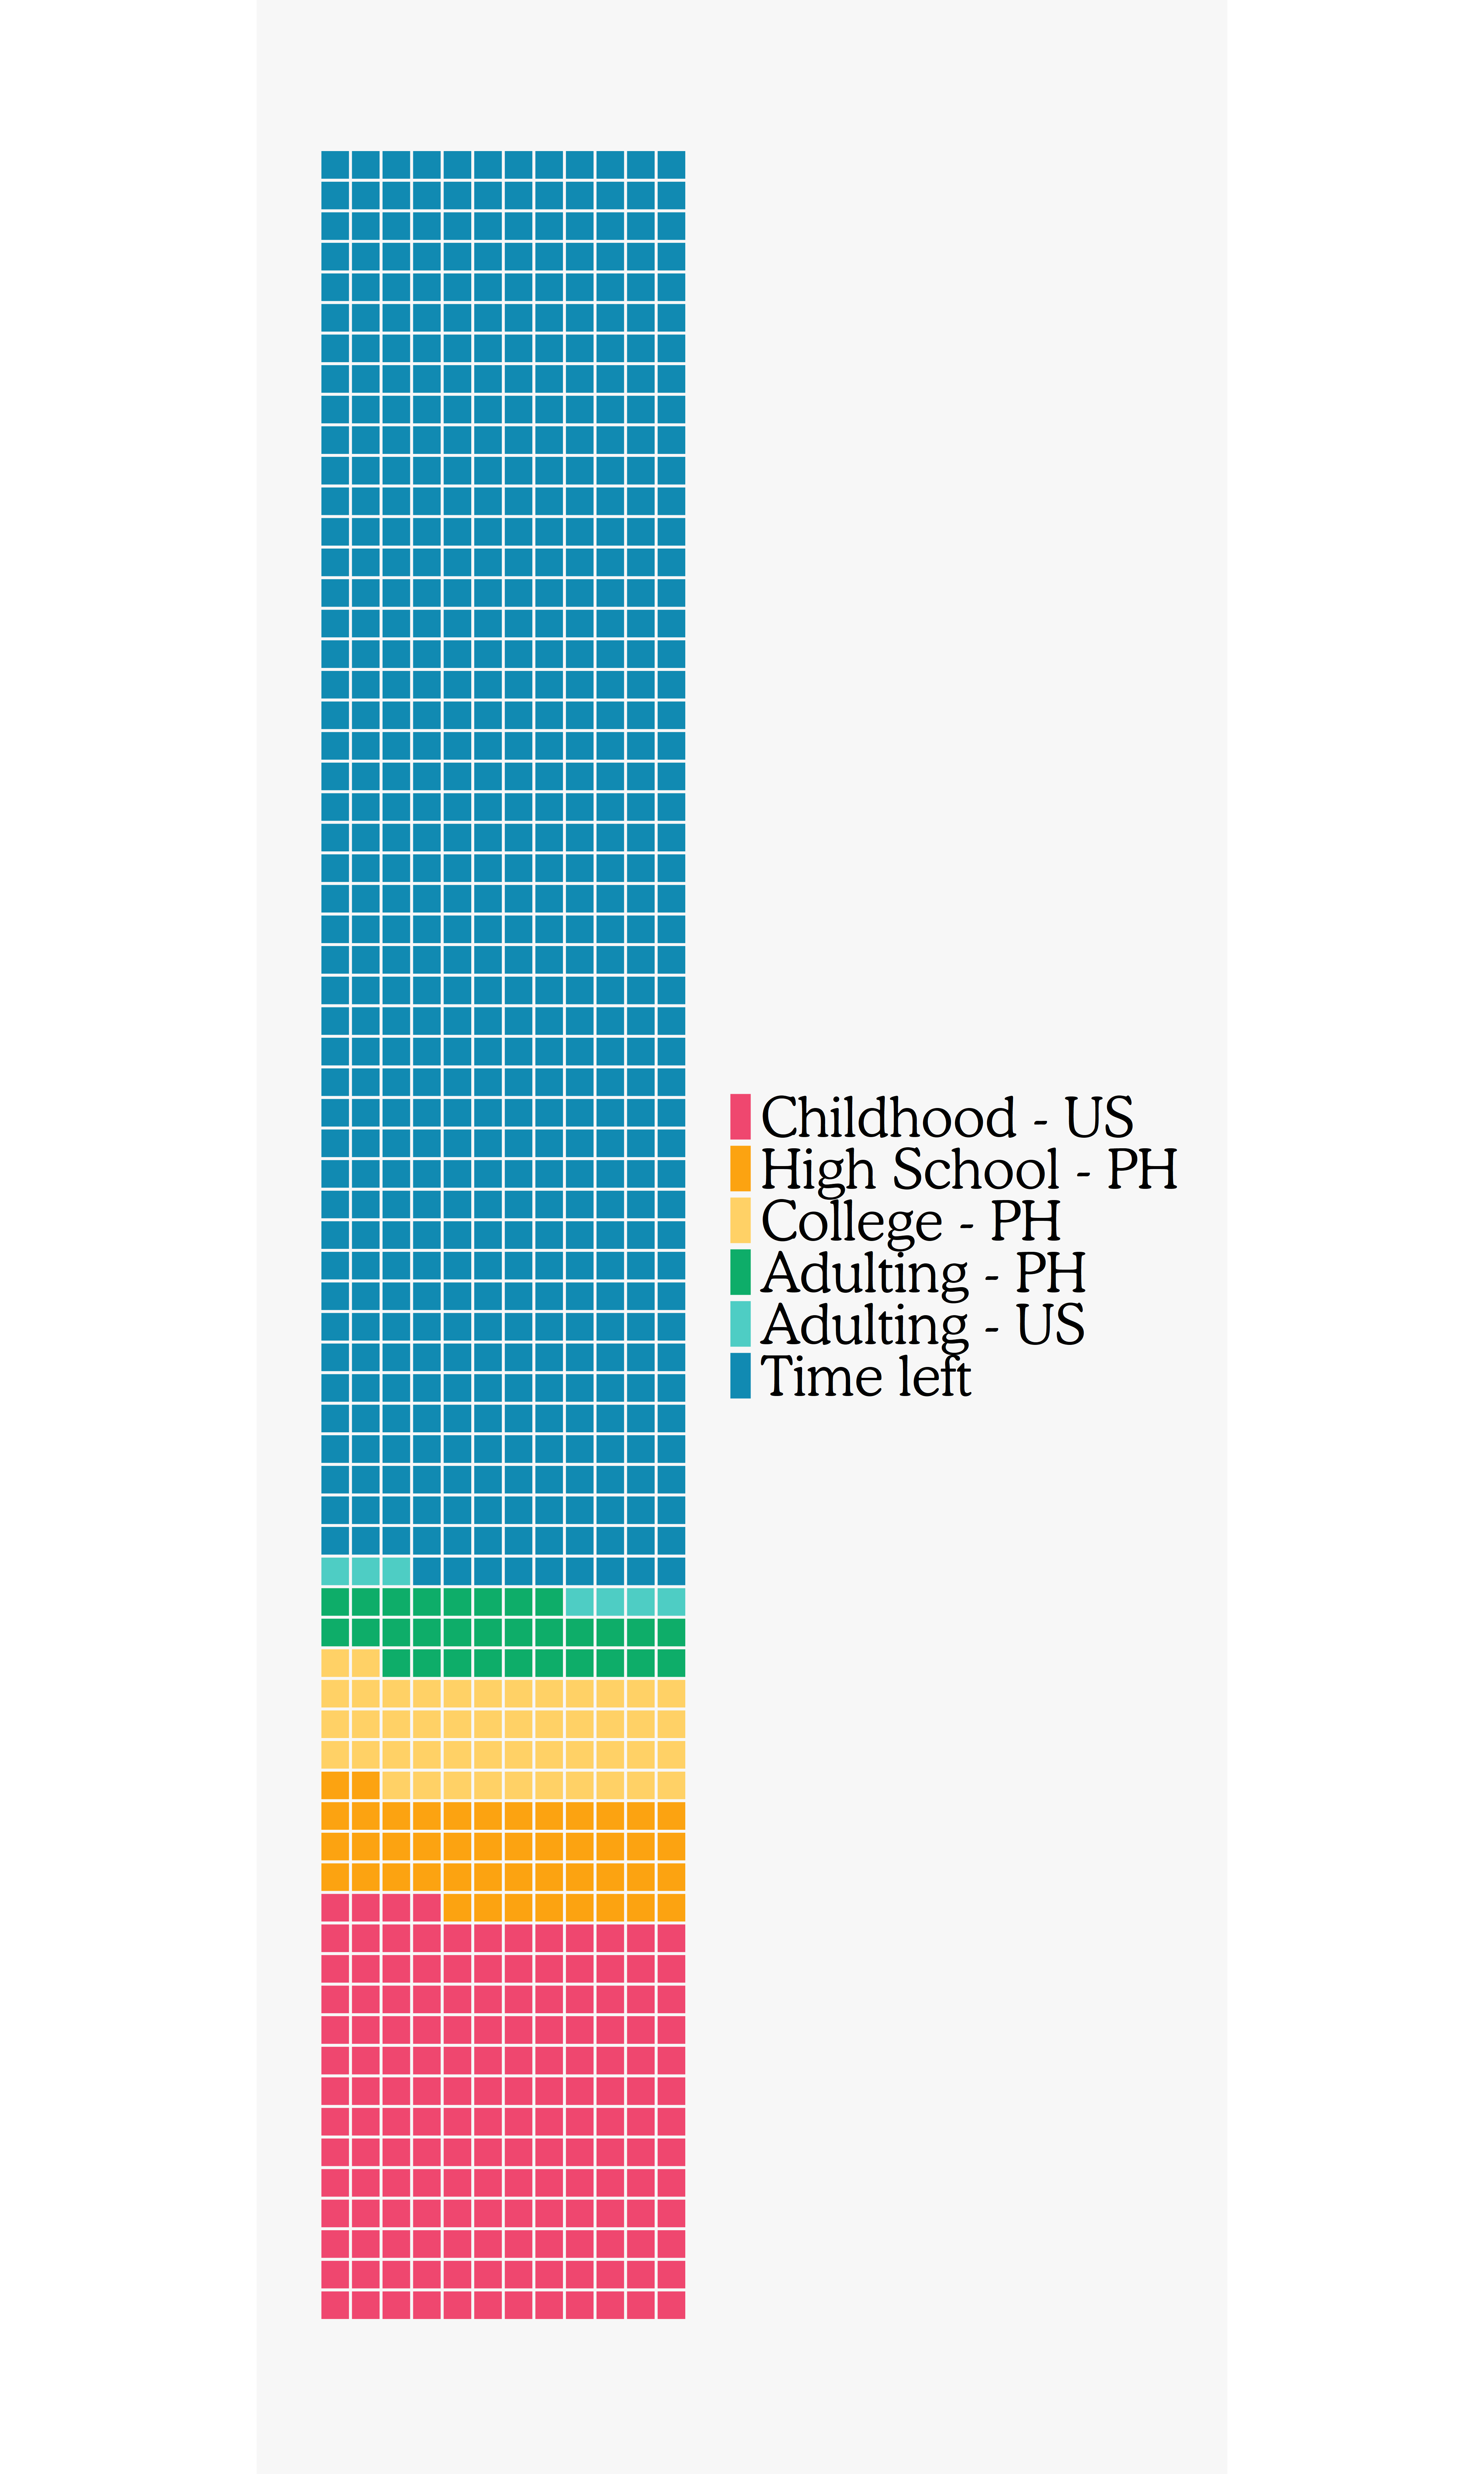 Childhood - US
High School - PH
College - PH
Adulting - PH
Adulting - US
Time left